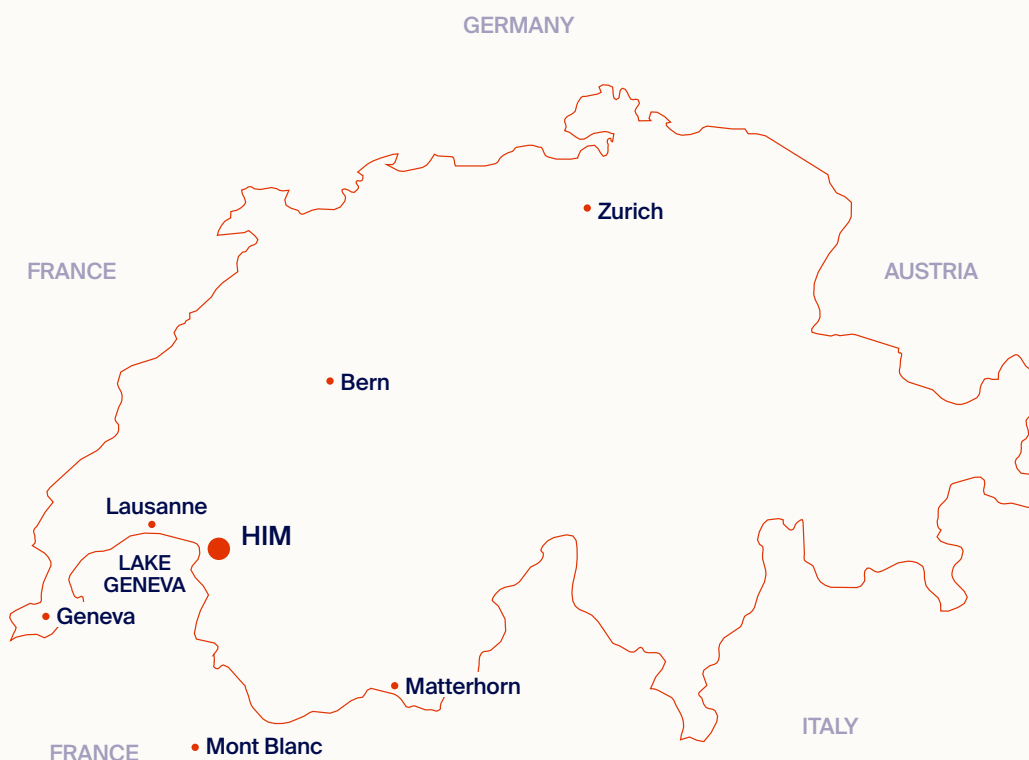 GERMANY
Zurich
FRANCE
AUSTRIA
Bern
Lausanne
HIM
LAKE
GENEVA
Geneva
Matterhorn
ITALY
Mont Blanc
FRANCE